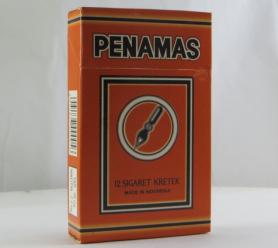 PENAMAS
12 SIGARET KRETEK
MADE IN INDONESIA